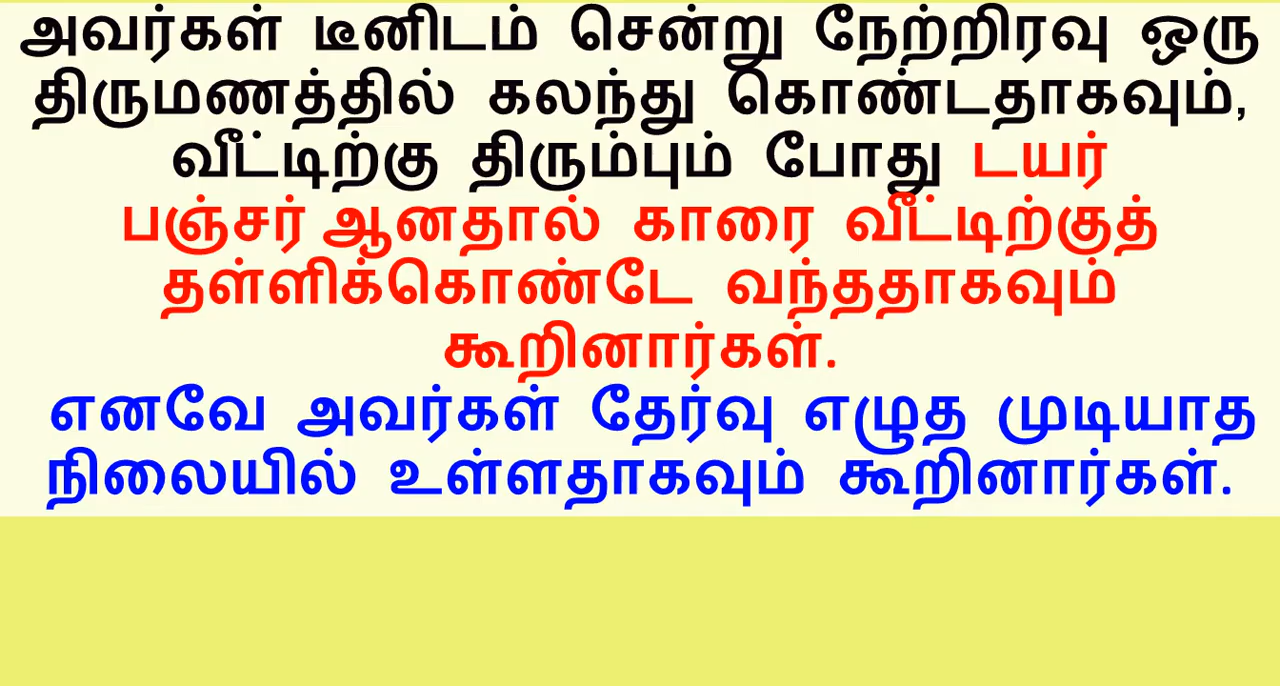 அவர்கள் டீனிடம் சென்று நேற்றிரவு ஒரு
திருமணத்தில் கலந்து கொண்டதாகவும்,
வீட்டிற்கு திரும்பும் போது டயர்
பஞ்சர் ஆனதால் காரை வீட்டிற்குத்
தள்ளிக்கொண்டே வந்ததாகவும்
கூறினார்கள்.
எனவே அவர்கள் தேர்வு எழுத முடியாத
நிலையில் உள்ளதாகவும் கூறினார்கள்.